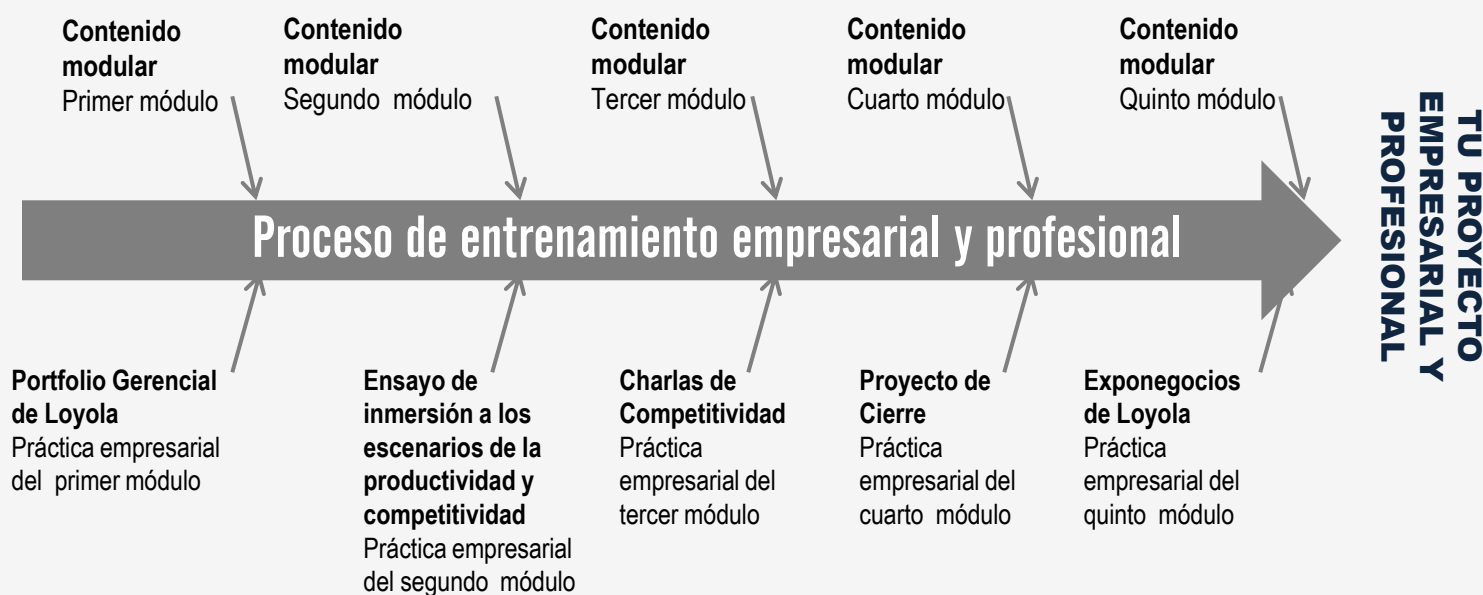 Contenido
modular
Primer módulo
Contenido
modular
Segundo módulo
Contenido
modular
Tercer módulo
Contenido
modular
Cuarto módulo
Contenido
modular
Quinto módulo
Proceso de entrenamiento empresarial y profesional
TU PROYECTO
EMPRESARIAL Y
PROFESIONAL
Portfolio Gerencial
de Loyola
Práctica empresarial
del primer módulo
Ensayo de
inmersión a los
escenarios de la
productividad y
competitividad
Práctica empresarial
del segundo módulo
Charlas de
Competitividad
Práctica
empresarial del
tercer módulo
Proyecto de
Cierre
Práctica
empresarial del
cuarto módulo
Exponegocios
de Loyola
Práctica
empresarial del
quinto módulo